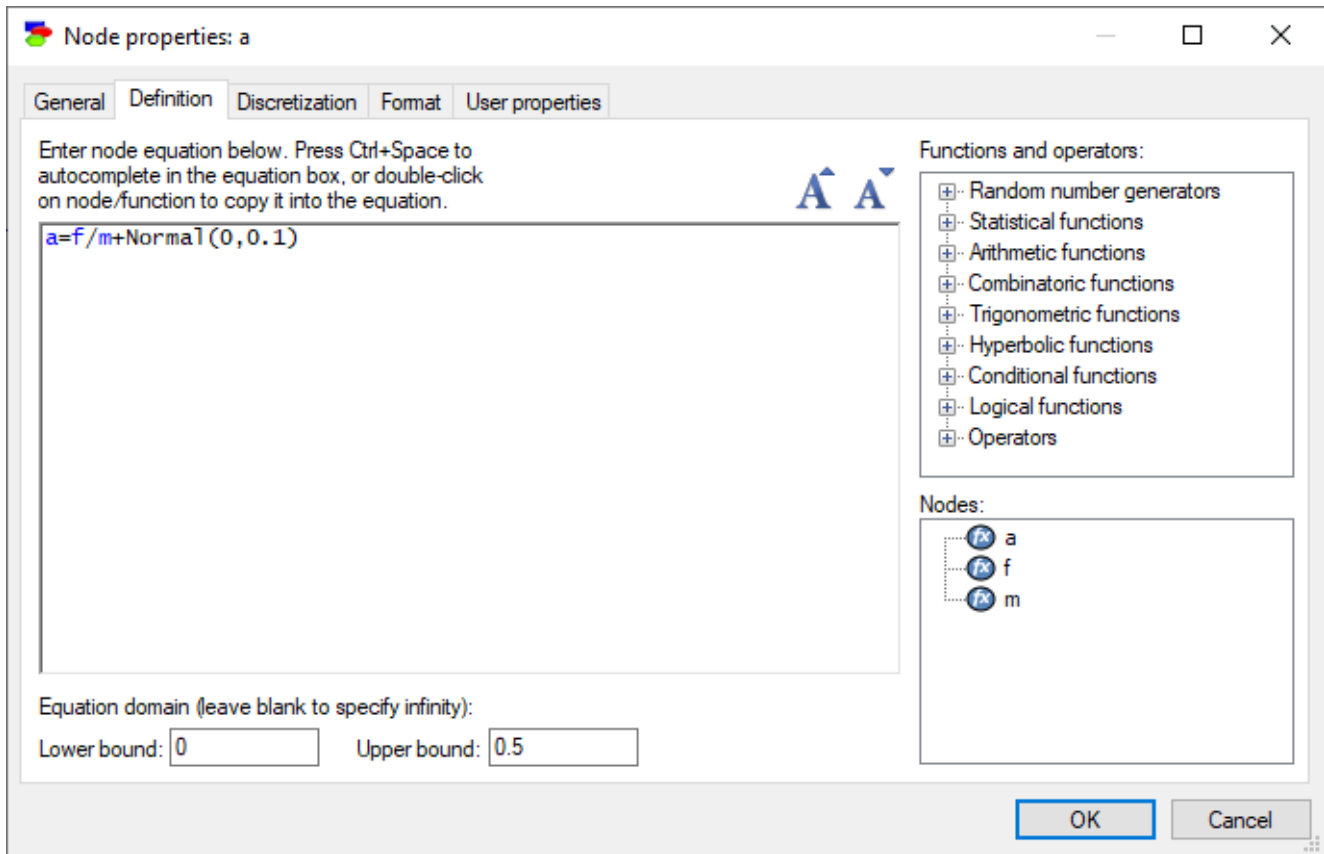 Node properties: a
General Definition Discretization Format User properties
Enter node equation below. Press Ctrl+Space to
autocomplete in the equation box, or double-click
on node/function to copy it into the equation.
A A
a=f/m+Normal(0,0.1)
Equation domain (leave blank to specify infinity):
Lower bound: 0 Upper bound: 0.5
Functions and operators:
Random number generators
Statistical functions
Arithmetic functions
Combinatoric functions
Trigonometric functions
Hyperbolic functions
Conditional functions
Logical functions
Operators
Nodes:
fx a
fx f
fx m
OK Cancel